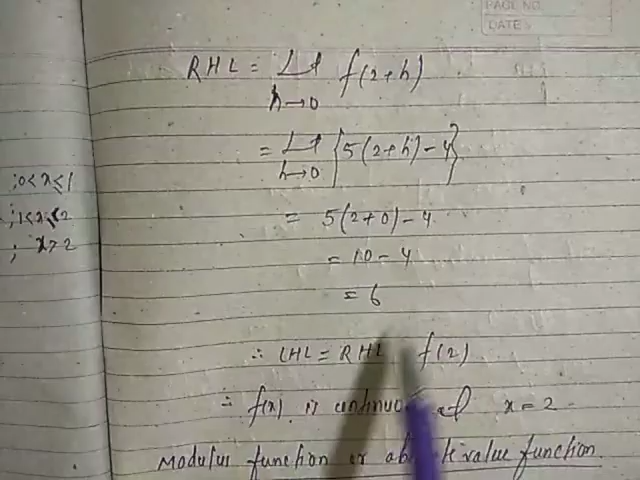 PAGE NO.
DATE:
RHL = Lt f(2+h)
h→0
= Lt {5(2+h)-4}
h→0
; 0<x≤1
= 5(2+0)-4
; 1<x≤2
= 10-4
; x>2
= 6
∴ LHL = RHL f(2)
∴ f(x) is continuous at x = 2
Modulus function or value function.